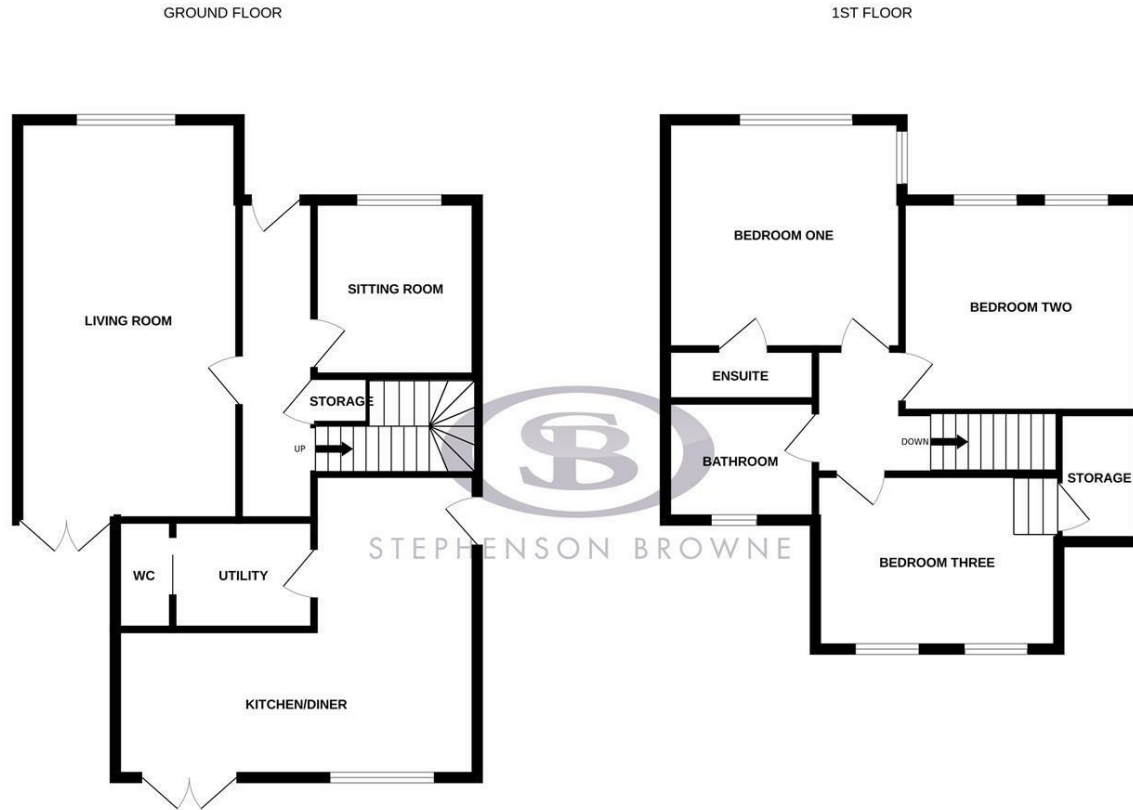 GROUND FLOOR
1ST FLOOR
LIVING ROOM
SITTING ROOM
STORAGE
UP
WC
UTILITY
KITCHEN/DINER
BEDROOM ONE
BEDROOM TWO
ENSUITE
BATHROOM
DOWN
STORAGE
BEDROOM THREE
SB
STEPHENSON BROWNE